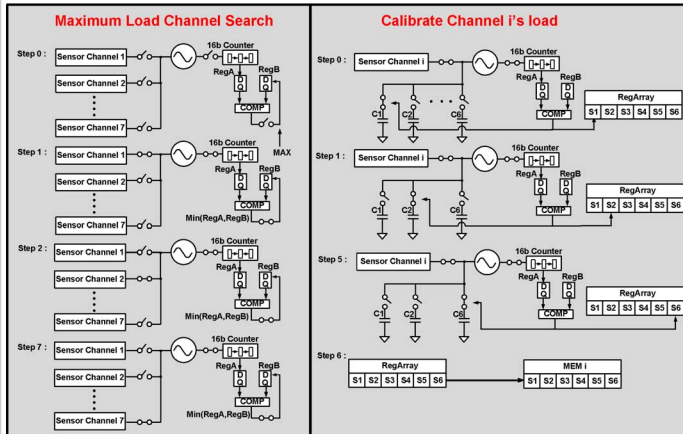 Maximum Load Channel Search
Step 0 :
Sensor Channel 1
Sensor Channel 2
Sensor Channel 7
16b Counter
RegA
RegB
D
Q
D
Q
COMP
MAX
Step 1 :
Sensor Channel 1
Sensor Channel 2
Sensor Channel 7
16b Counter
RegA
RegB
D
Q
D
Q
COMP
Min(RegA,RegB)
Step 2 :
Sensor Channel 1
Sensor Channel 2
Sensor Channel 7
16b Counter
RegA
RegB
D
Q
D
Q
COMP
Min(RegA,RegB)
Step 7 :
Sensor Channel 1
Sensor Channel 2
Sensor Channel 7
16b Counter
RegA
RegB
D
Q
D
Q
COMP
Min(RegA,RegB)
Calibrate Channel i's load
Step 0 :
Sensor Channel i
16b Counter
RegA
RegB
D
Q
D
Q
COMP
C1
C2
C6
RegArray
S1 S2 S3 S4 S5 S6
Step 1 :
Sensor Channel i
16b Counter
RegA
RegB
D
Q
D
Q
COMP
C1
C2
C6
RegArray
S1 S2 S3 S4 S5 S6
Step 5 :
Sensor Channel i
16b Counter
RegA
RegB
D
Q
D
Q
COMP
C1
C2
C6
RegArray
S1 S2 S3 S4 S5 S6
Step 6 :
RegArray
S1 S2 S3 S4 S5 S6
MEM i
S1 S2 S3 S4 S5 S6